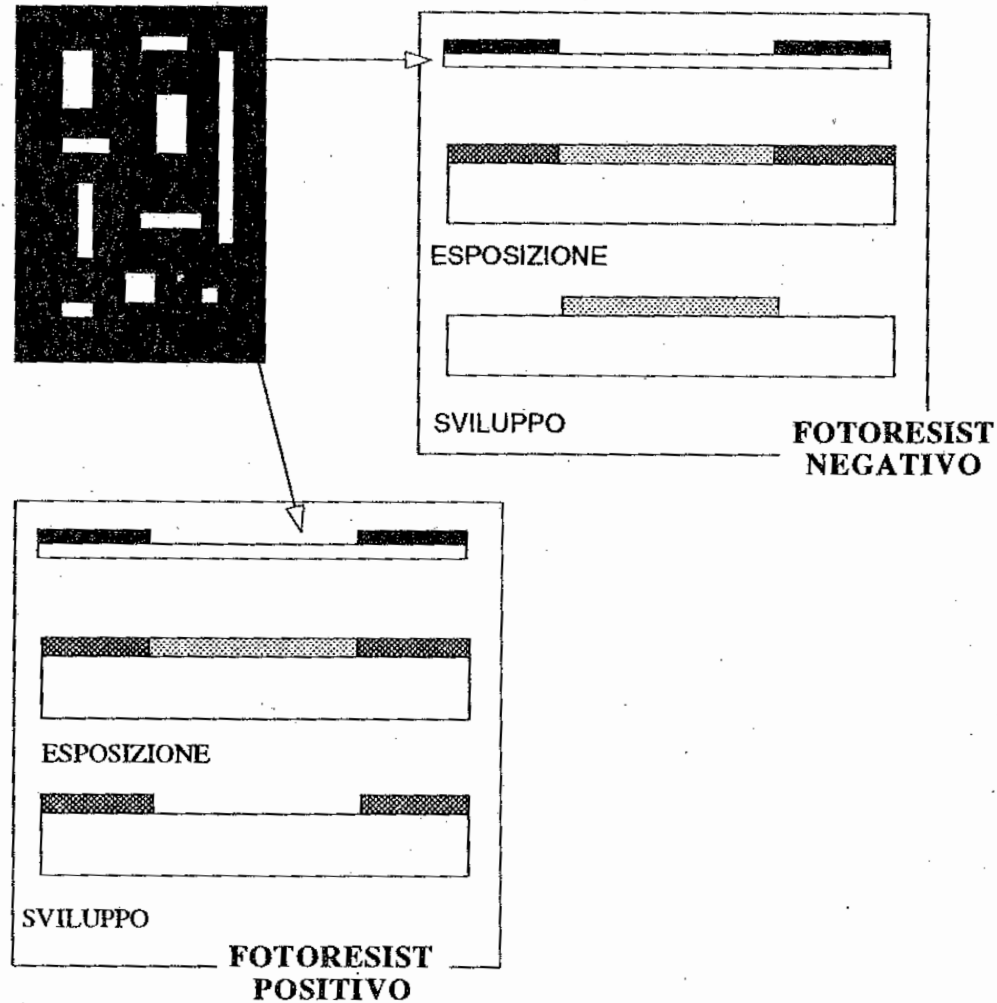 ESPOSIZIONE
SVILUPPO
FOTORESIST
NEGATIVO
ESPOSIZIONE
SVILUPPO
FOTORESIST
POSITIVO